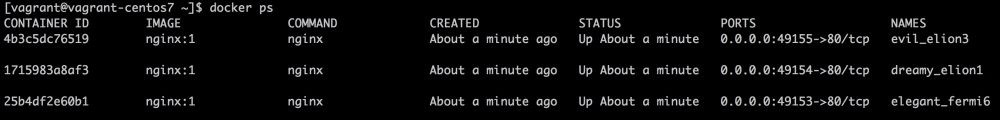 [vagrant@vagrant-centos7 ~]$ docker ps
CONTAINER ID IMAGE COMMAND CREATED STATUS PORTS NAMES
4b3c5dc76519 nginx:1 nginx About a minute ago Up About a minute 0.0.0.0:49155->80/tcp evil_elion3
1715983a8af3 nginx:1 nginx About a minute ago Up About a minute 0.0.0.0:49154->80/tcp dreamy_elion1
25b4df2e60b1 nginx:1 nginx About a minute ago Up About a minute 0.0.0.0:49153->80/tcp elegant_fermi6